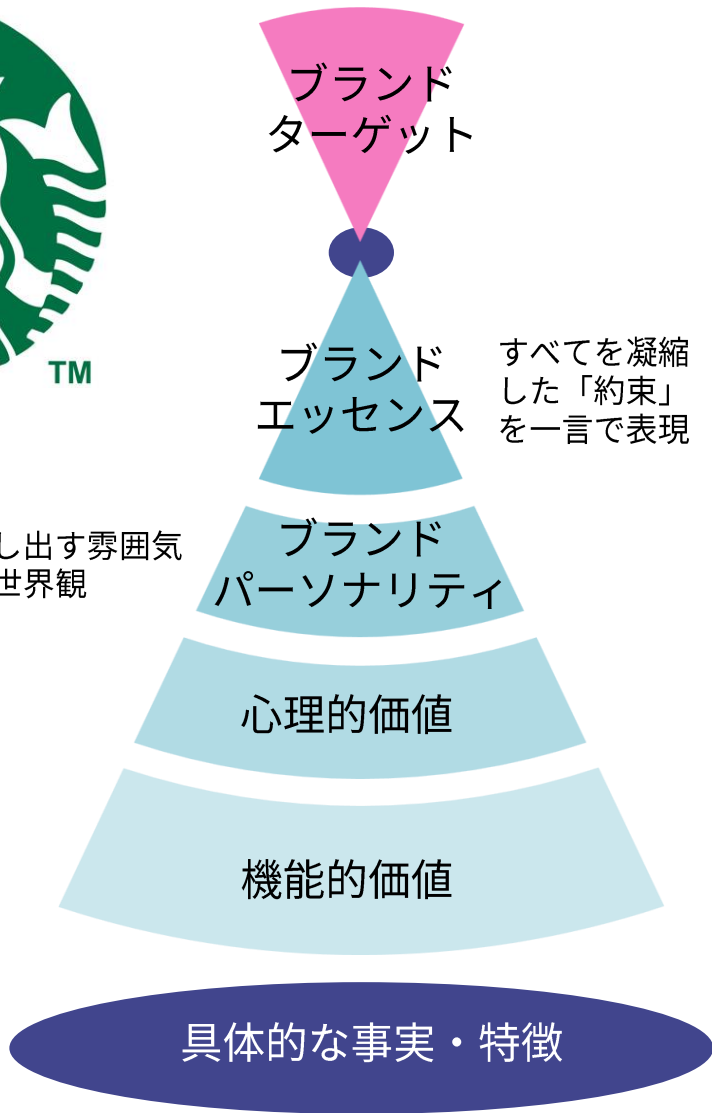 ブランド
ターゲット
TM
ブランド
エッセンス
すべてを凝縮
した「約束」
を一言で表現
し出す雰囲気
世界観
ブランド
パーソナリティ
心理的価値
機能的価値
具体的な事実・特徴